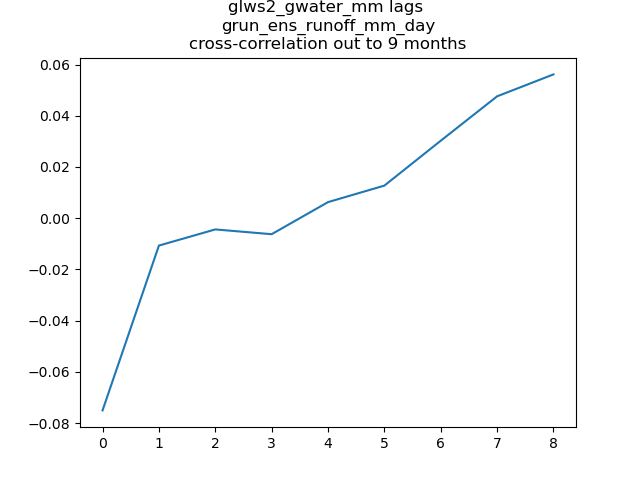 glws2_gwater_mm lags
grun_ens_runoff_mm_day
cross-correlation out to 9 months
0.06
0.04
0.02
0.00
−0.02
−0.04
−0.06
−0.08
0 1 2 3 4 5 6 7 8